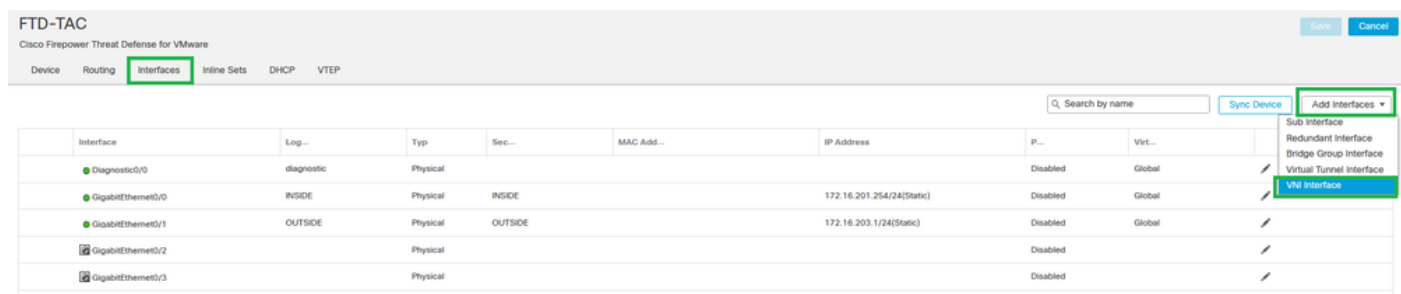 FTD-TAC
Save Cancel
Cisco Firepower Threat Defense for VMware
Device Routing Interfaces Inline Sets DHCP VTEP
Search by name Sync Device Add Interfaces
Sub Interface
Redundant Interface
Bridge Group Interface
Virtual Tunnel Interface
VNI Interface
Interface Log... Typ Sec... MAC Add... IP Address P... Virt...
Diagnostic0/0 diagnostic Physical Disabled Global
GigabitEthernet0/0 INSIDE Physical INSIDE 172.16.201.254/24(Static) Disabled Global
GigabitEthernet0/1 OUTSIDE Physical OUTSIDE 172.16.203.1/24(Static) Disabled Global
GigabitEthernet0/2 Physical Disabled
GigabitEthernet0/3 Physical Disabled